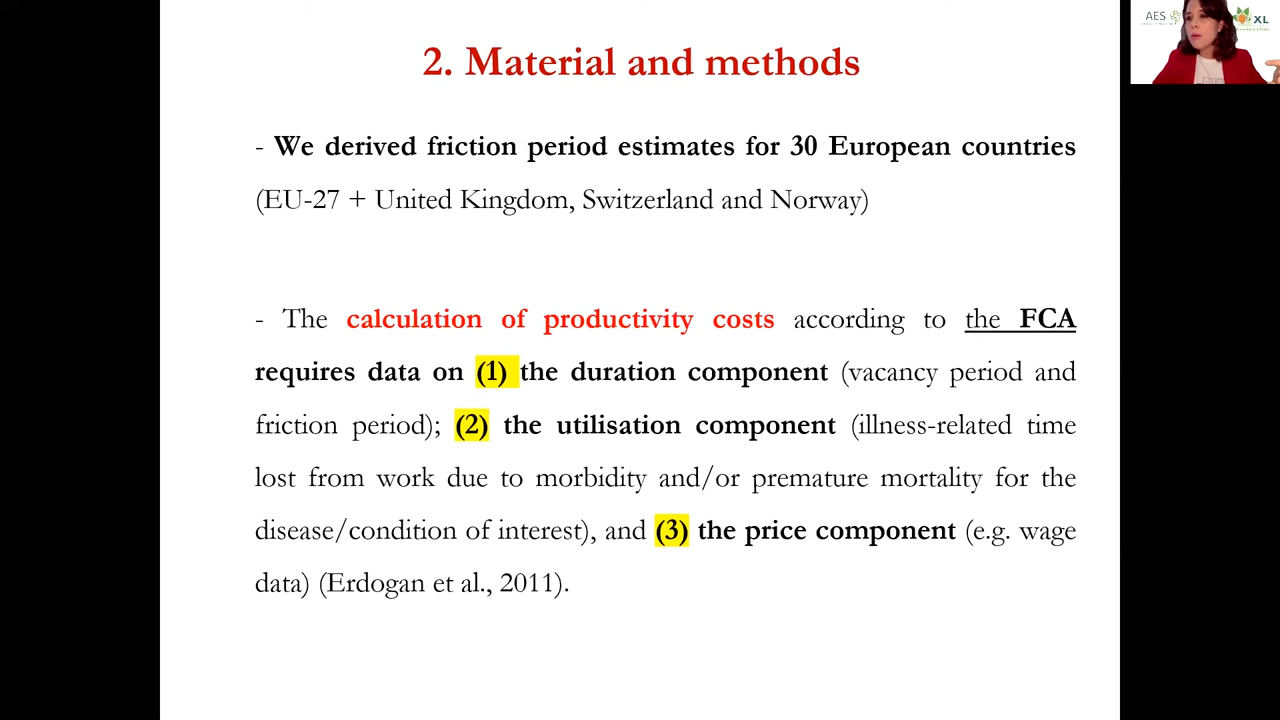 2. Material and methods
- We derived friction period estimates for 30 European countries
(EU-27 + United Kingdom, Switzerland and Norway)
- The calculation of productivity costs according to the FCA
requires data on (1) the duration component (vacancy period and
friction period); (2) the utilisation component (illness-related time
lost from work due to morbidity and/or premature mortality for the
disease/condition of interest), and (3) the price component (e.g. wage
data) (Erdogan et al., 2011).
AES
XL